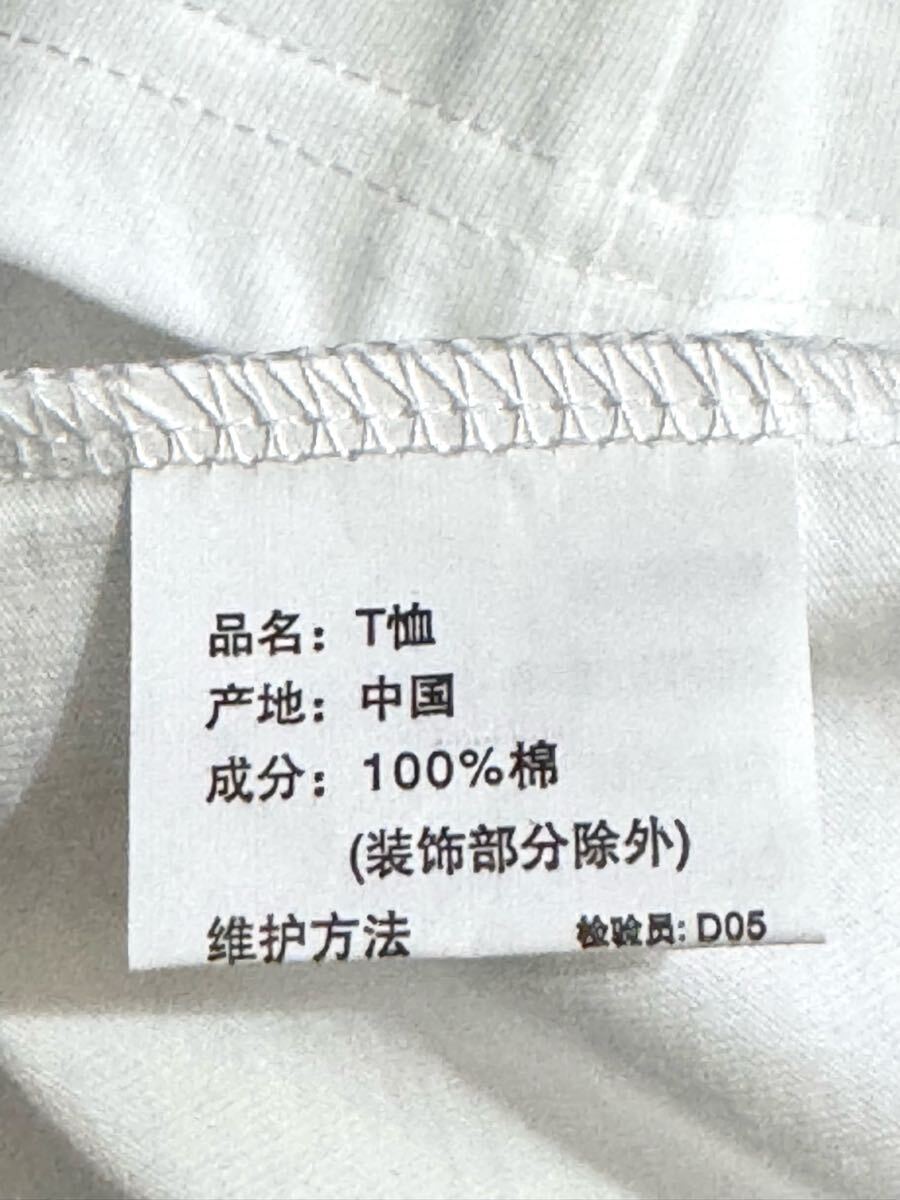 品名：T恤
产地：中国
成分：100%棉
(装饰部分除外)
维护方法 检验员: D05